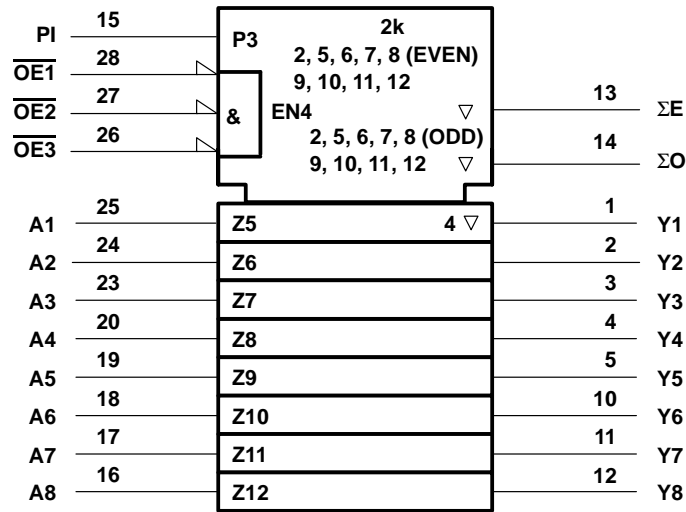 15
PI
P3
2k
2, 5, 6, 7, 8 (EVEN)
9, 10, 11, 12
28
OE1
27
OE2
&
EN4
26
OE3
2, 5, 6, 7, 8 (ODD)
9, 10, 11, 12
13
ΣE
14
ΣO
A1 25 Z5 4 1 Y1
A2 24 Z6 2 Y2
A3 23 Z7 3 Y3
A4 20 Z8 4 Y4
A5 19 Z9 5 Y5
A6 18 Z10 10 Y6
A7 17 Z11 11 Y7
A8 16 Z12 12 Y8